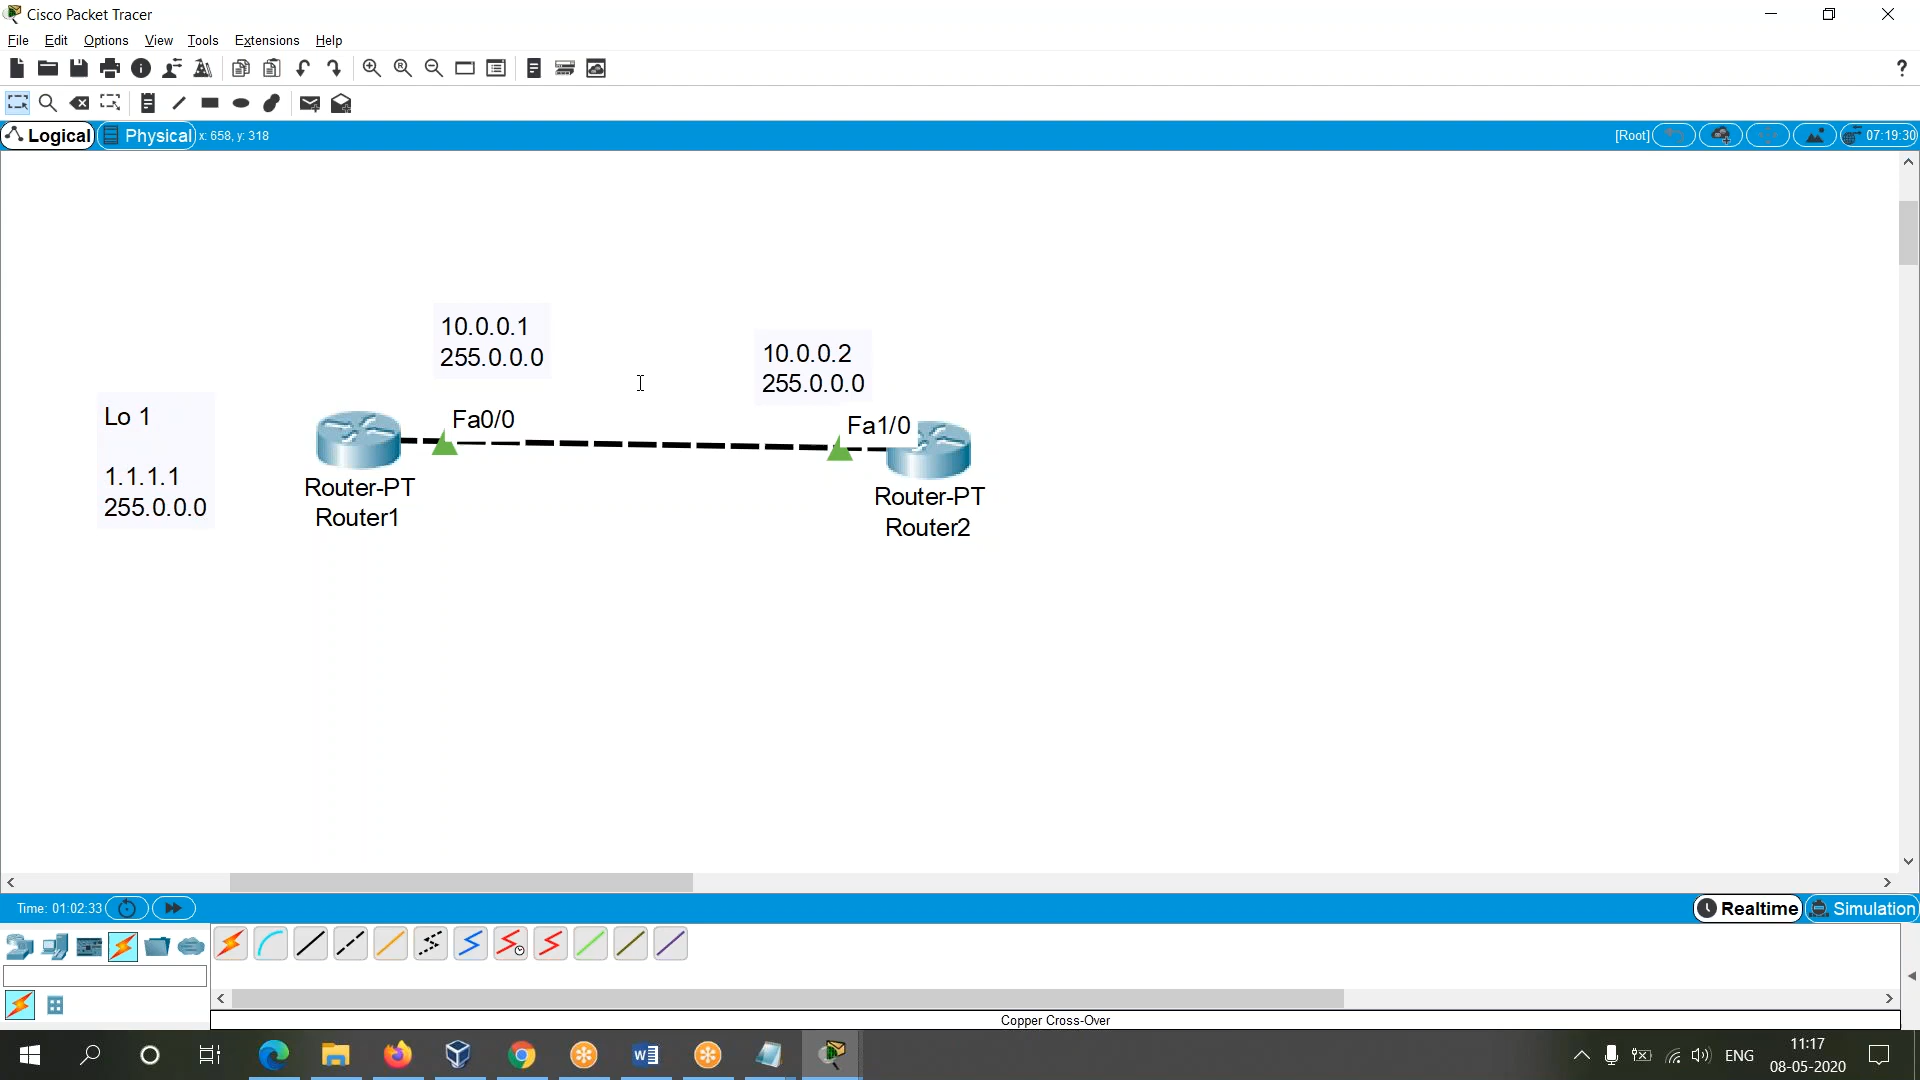 Cisco Packet Tracer
File Edit Options View Tools Extensions Help
?
Logical Physical x: 658, y: 318 [Root] 07:19:30
10.0.0.1
255.0.0.0
10.0.0.2
255.0.0.0
Lo 1
1.1.1.1
255.0.0.0
Fa0/0
Fa1/0
Router-PT
Router1
Router-PT
Router2
Time: 01:02:33
Realtime Simulation
Copper Cross-Over
ENG
11:17
08-05-2020